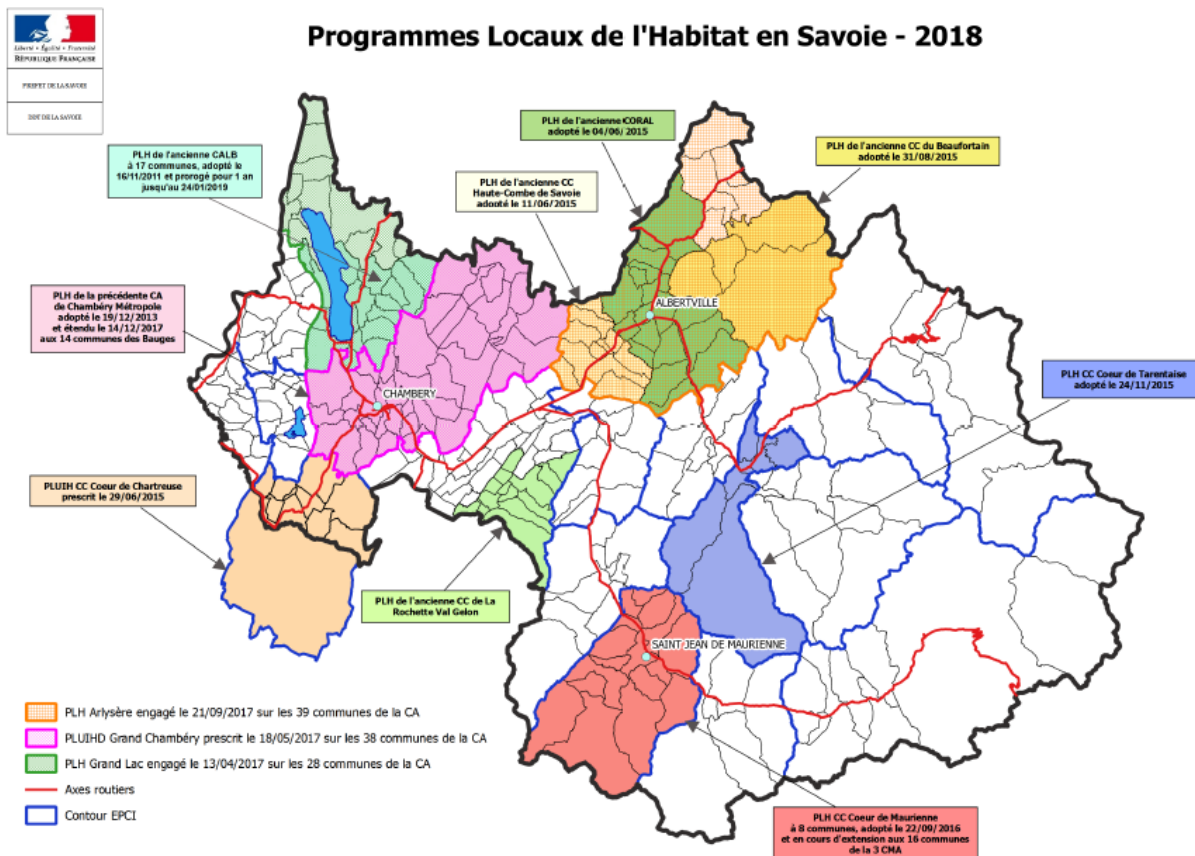 Programmes Locaux de l'Habitat en Savoie - 2018
Liberté • Égalité • Fraternité
RÉPUBLIQUE FRANÇAISE
PREFET DE LA SAVOIE
DDT DE LA SAVOIE
PLH de l'ancienne CALB
à 17 communes, adopté le
16/11/2011 et prorogé pour 1 an
jusqu'au 24/01/2019
PLH de l'ancienne CORAL
adopté le 04/06/2015
PLH de l'ancienne CC du Beaufortain
adopté le 31/08/2015
PLH de l'ancienne CC
Haute-Combe de Savoie
adopté le 11/06/2015
PLH de la précédente CA
de Chambéry Métropole
adopté le 19/12/2013
et étendu le 14/12/2017
aux 14 communes des Bauges
ALBERTVILLE
PLH CC Coeur de Tarentaise
adopté le 24/11/2015
CHAMBERY
PLUIH CC Coeur de Chartreuse
prescrit le 29/06/2015
PLH de l'ancienne CC de La
Rochette Val Gelon
SAINT JEAN DE MAURIENNE
PLH Arlysère engagé le 21/09/2017 sur les 39 communes de la CA
PLUIHD Grand Chambéry prescrit le 18/05/2017 sur les 38 communes de la CA
PLH Grand Lac engagé le 13/04/2017 sur les 28 communes de la CA
Axes routiers
Contour EPCI
PLH CC Coeur de Maurienne
à 8 communes, adopté le 22/09/2016
et en cours d'extension aux 16 communes
de la 3 CMA